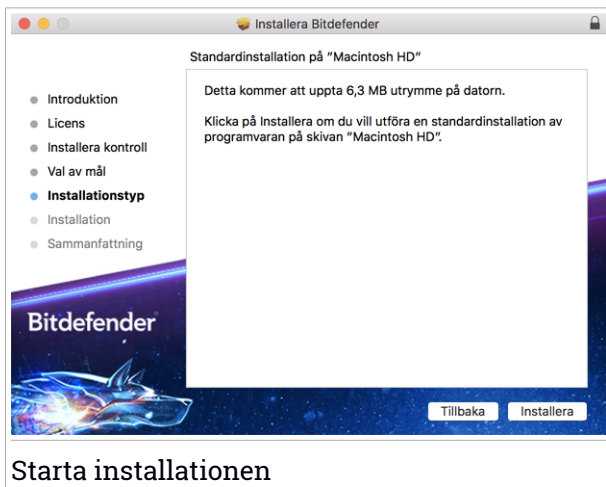 Installera Bitdefender
Standardinstallation på ”Macintosh HD”
Introduktion
Licens
Installera kontroll
Val av mål
Installationstyp
Installation
Sammanfattning
Detta kommer att uppta 6,3 MB utrymme på datorn.
Klicka på Installera om du vill utföra en standardinstallation av
programvaran på skivan ”Macintosh HD”.
Bitdefender
Tillbaka
Installera
Starta installationen